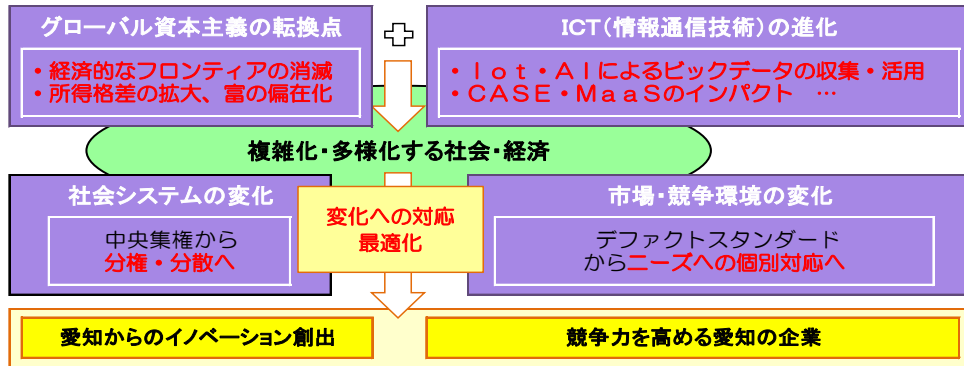 グローバル資本主義の転換点
・経済的なフロンティアの消滅
・所得格差の拡大、富の偏在化
ICT(情報通信技術)の進化
・Ｉｏｔ・ＡＩによるビックデータの収集・活用
・ＣＡＳＥ・ＭａａＳのインパクト　…
複雑化・多様化する社会・経済
社会システムの変化
中央集権から
分権・分散へ
変化への対応
最適化
市場・競争環境の変化
デファクトスタンダード
からニーズへの個別対応へ
愛知からのイノベーション創出
競争力を高める愛知の企業